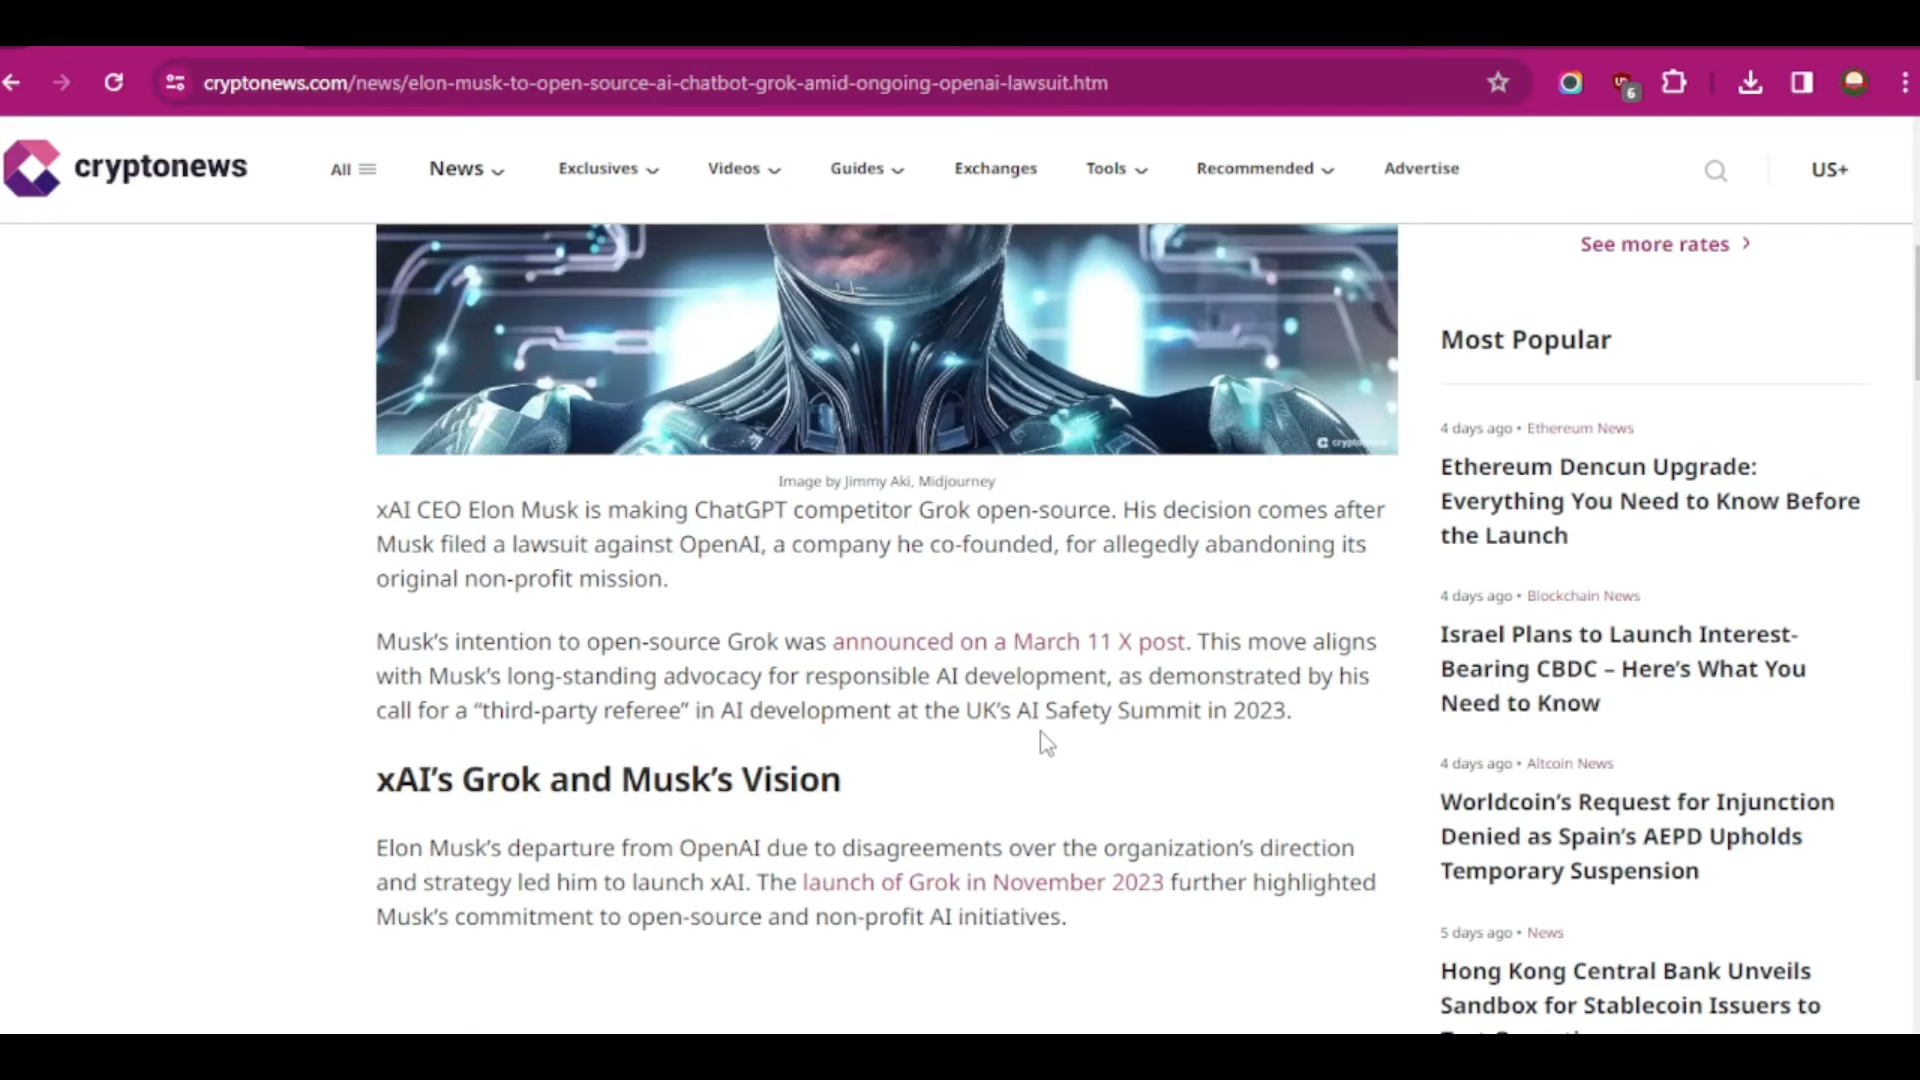 cryptonews.com/news/elon-musk-to-open-source-ai-chatbot-grok-amid-ongoing-openai-lawsuit.htm
6
cryptonews
All
News
Exclusives
Videos
Guides
Exchanges
Tools
Recommended
Advertise
US+
Image by Jimmy Aki, Midjourney
xAI CEO Elon Musk is making ChatGPT competitor Grok open-source. His decision comes after
Musk filed a lawsuit against OpenAI, a company he co-founded, for allegedly abandoning its
original non-profit mission.
Musk’s intention to open-source Grok was announced on a March 11 X post. This move aligns
with Musk’s long-standing advocacy for responsible AI development, as demonstrated by his
call for a “third-party referee” in AI development at the UK’s AI Safety Summit in 2023.
xAI’s Grok and Musk’s Vision
Elon Musk’s departure from OpenAI due to disagreements over the organization’s direction
and strategy led him to launch xAI. The launch of Grok in November 2023 further highlighted
Musk’s commitment to open-source and non-profit AI initiatives.
See more rates
Most Popular
4 days ago • Ethereum News
Ethereum Dencun Upgrade:
Everything You Need to Know Before
the Launch
4 days ago • Blockchain News
Israel Plans to Launch Interest-
Bearing CBDC – Here’s What You
Need to Know
4 days ago • Altcoin News
Worldcoin’s Request for Injunction
Denied as Spain’s AEPD Upholds
Temporary Suspension
5 days ago • News
Hong Kong Central Bank Unveils
Sandbox for Stablecoin Issuers to